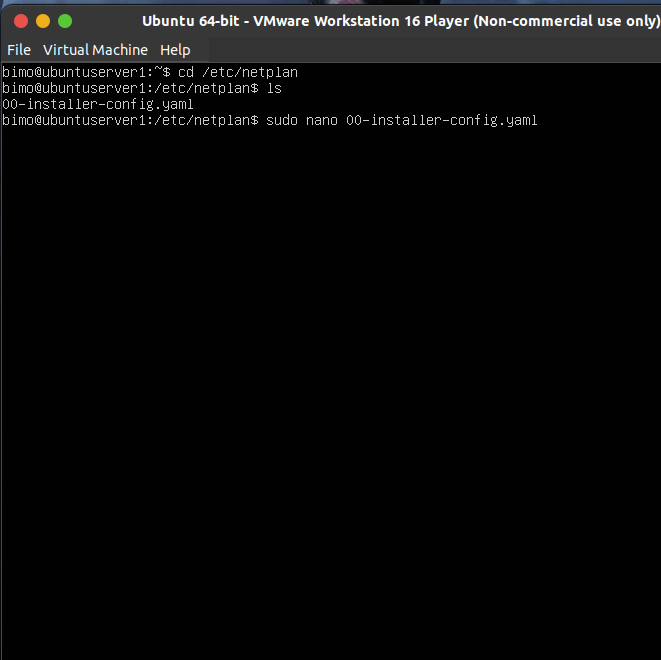 Ubuntu 64-bit - VMware Workstation 16 Player (Non-commercial use only)
File Virtual Machine Help
bimo@ubuntuserver1:~$ cd /etc/netplan
bimo@ubuntuserver1:/etc/netplan$ ls
00-installer-config.yaml
bimo@ubuntuserver1:/etc/netplan$ sudo nano 00-installer-config.yaml